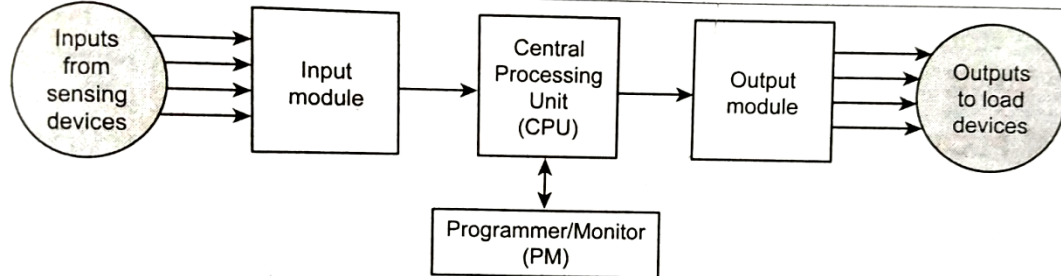 Inputs
from
sensing
devices
Input
module
Central
Processing
Unit
(CPU)
Output
module
Outputs
to load
devices
Programmer/Monitor
(PM)